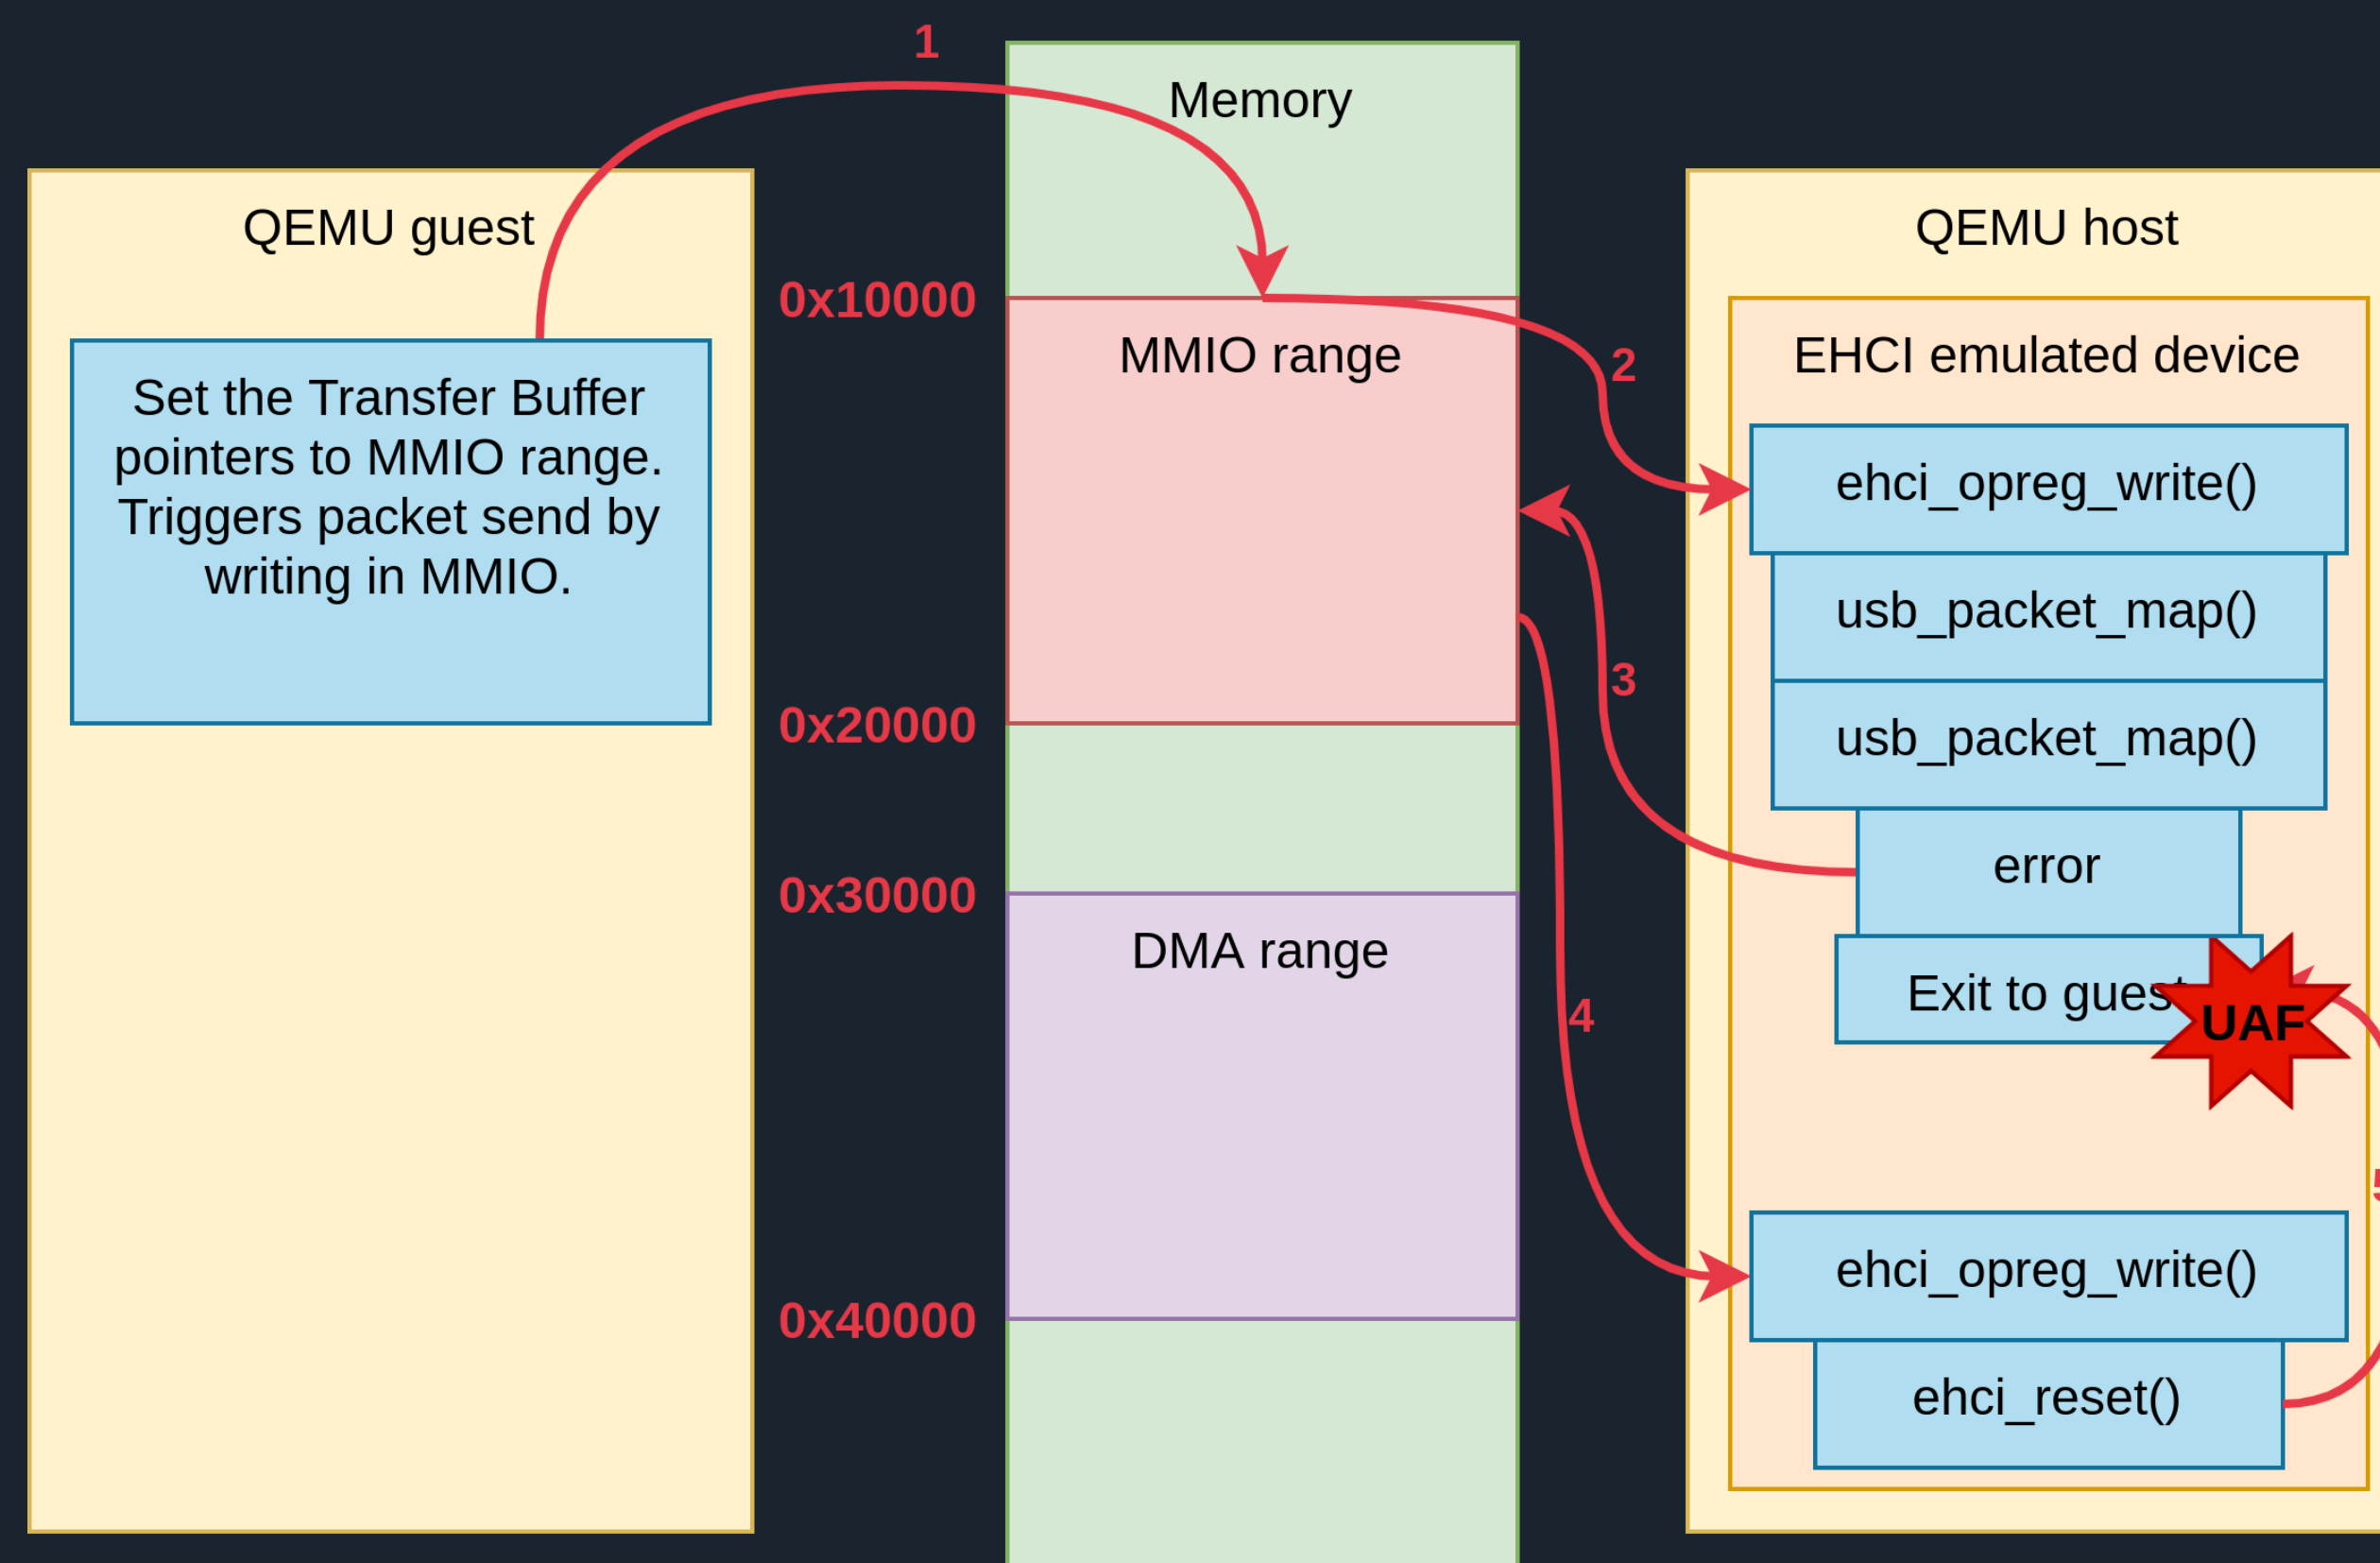 1
Memory
QEMU guest
QEMU host
0x10000
MMIO range
2
EHCI emulated device
Set the Transfer Buffer
pointers to MMIO range.
Triggers packet send by
writing in MMIO.
ehci_opreg_write()
usb_packet_map()
3
0x20000
usb_packet_map()
error
0x30000
DMA range
Exit to guest
UAF
4
5
ehci_opreg_write()
0x40000
ehci_reset()